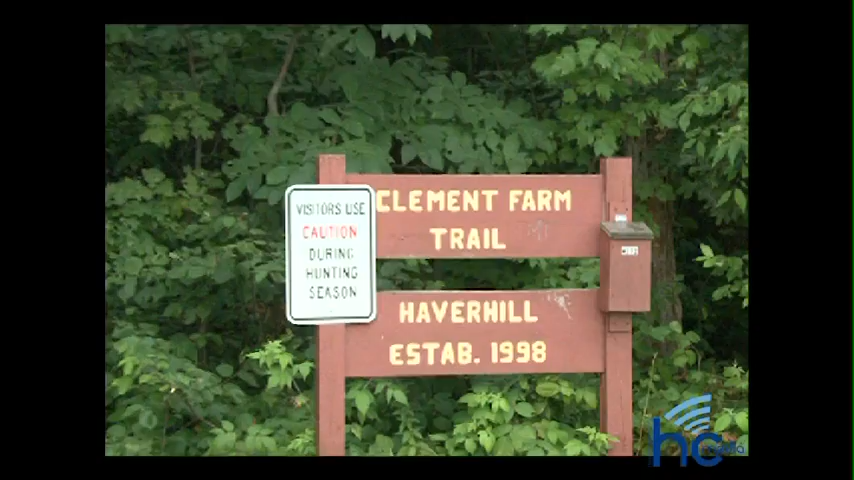 VISITORS USE
CAUTION
DURING
HUNTING
SEASON
CLEMENT FARM
TRAIL
HAVERHILL
ESTAB. 1998
hc